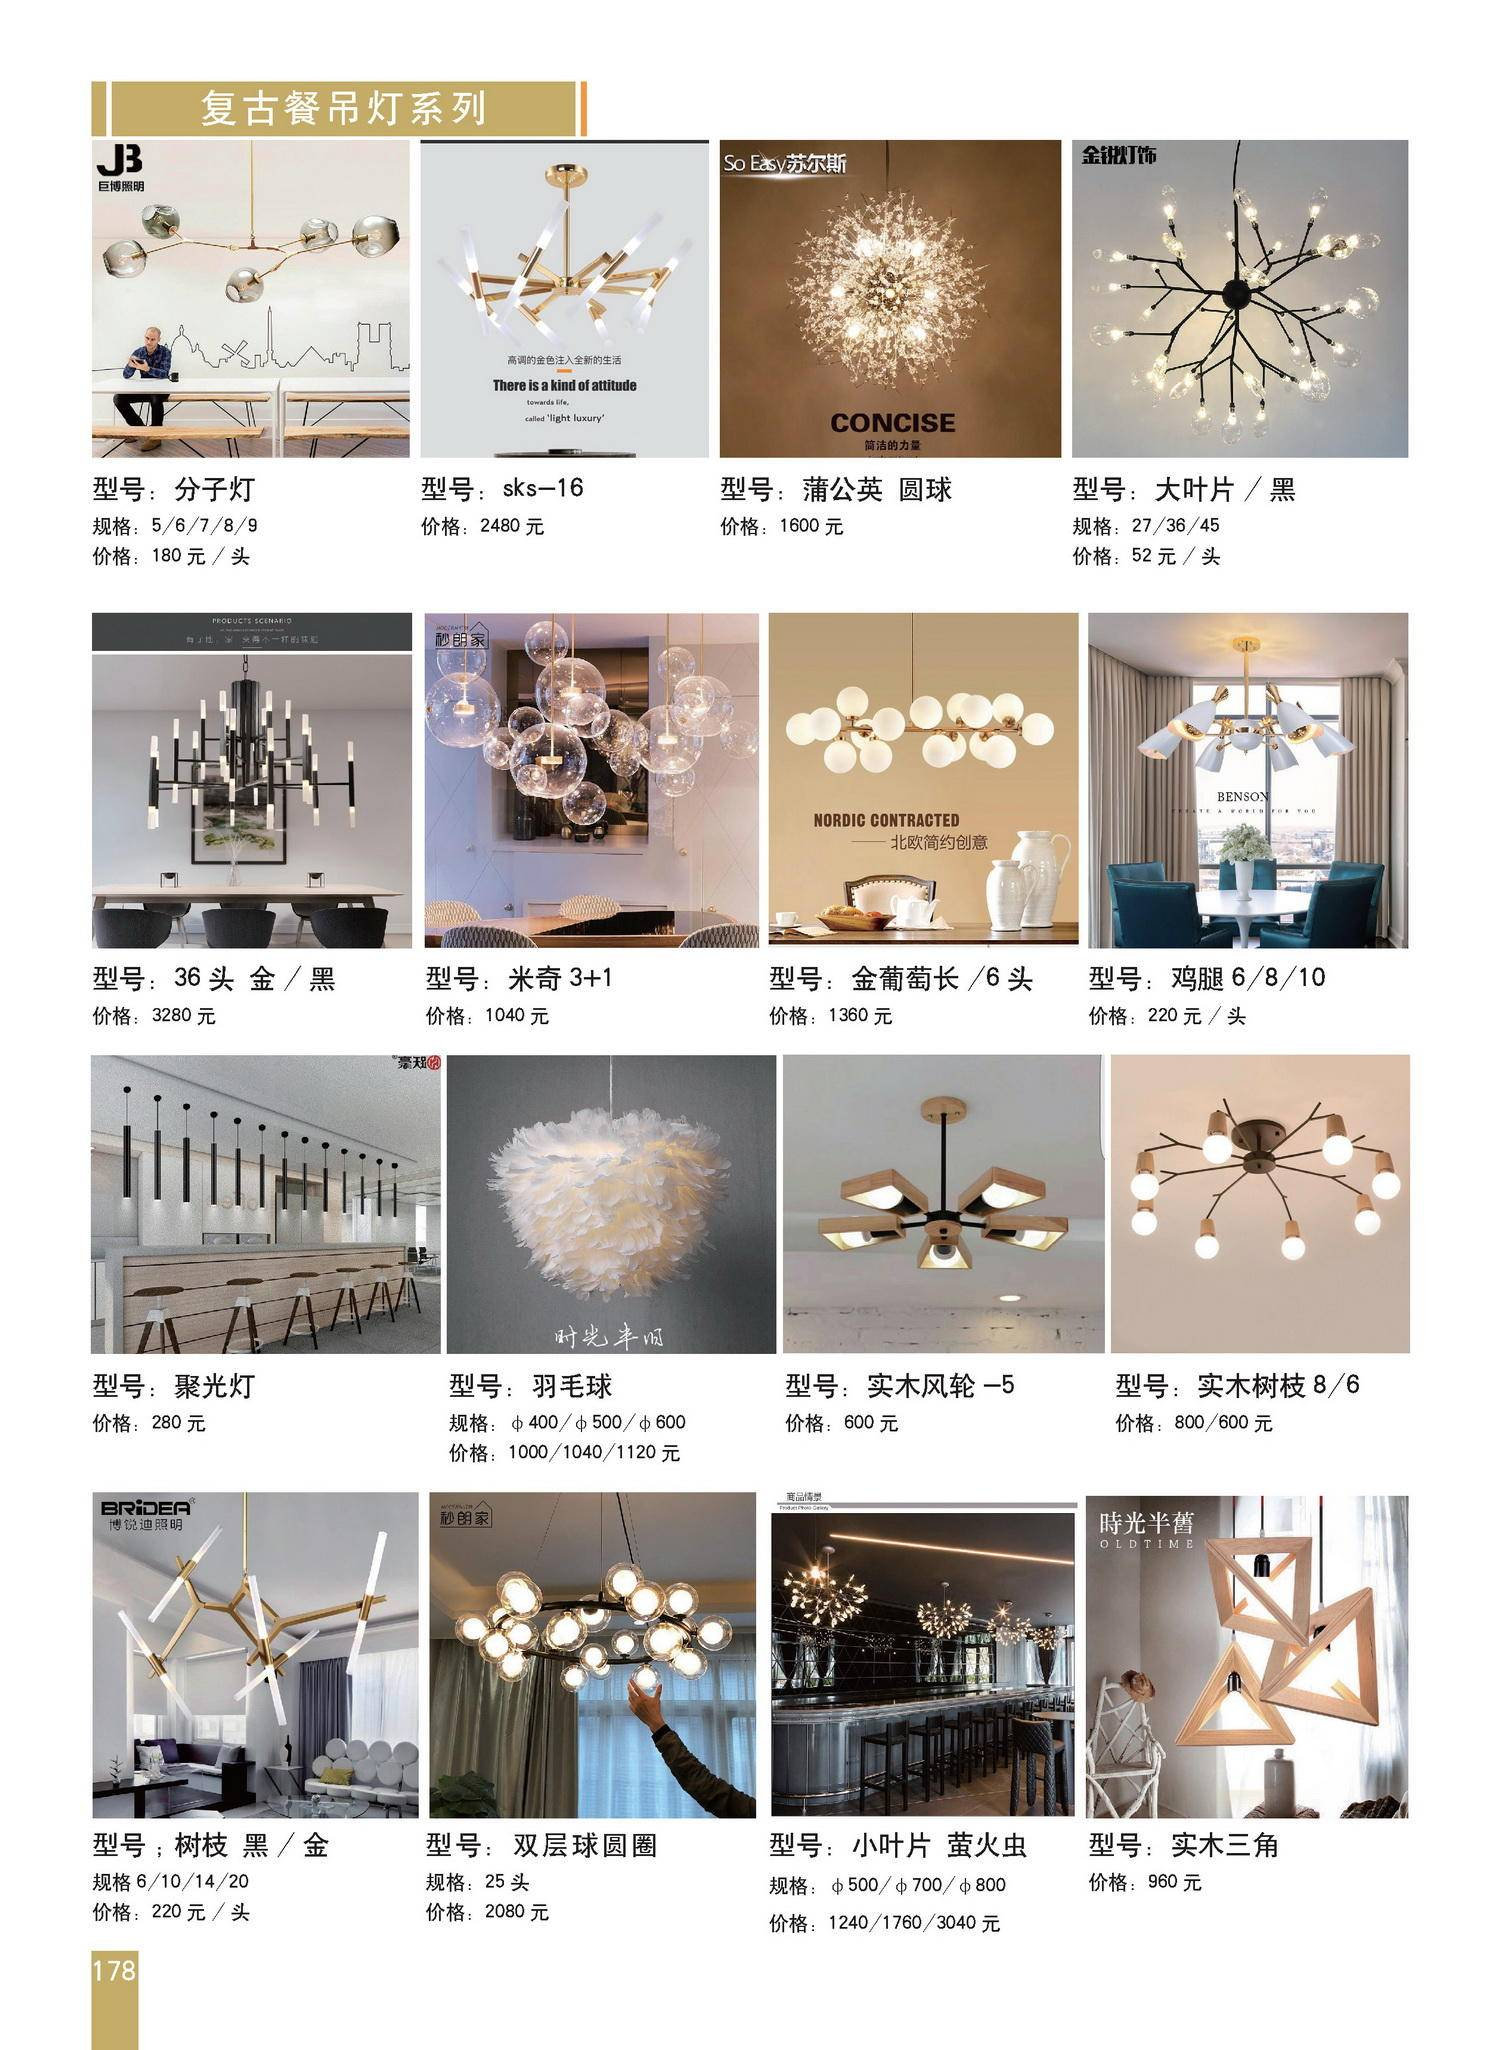 复古餐吊灯系列
JB
巨博照明
高调的金色注入全新的生活
There is a kind of attitude
towards life,
called 'light luxury'
So Easy苏尔斯
CONCISE
简洁的力量
金锐灯饰
型号：分子灯
规格：5/6/7/8/9
价格：180 元 / 头
型号：sks-16
价格：2480 元
型号：蒲公英 圆球
价格：1600 元
型号：大叶片 / 黑
规格：27/36/45
价格：52 元 / 头
PRODUCTS SCENARIO
秒朗家
NORDIC CONTRACTED
—— 北欧简约创意
BENSON
CREATE A WORLD FOR YOU
型号：36 头 金 / 黑
价格：3280 元
型号：米奇 3+1
价格：1040 元
型号：金葡萄长 /6 头
价格：1360 元
型号：鸡腿 6/8/10
价格：220 元 / 头
时光半旧
型号：聚光灯
价格：280 元
型号：羽毛球
规格：φ400/φ500/φ600
价格：1000/1040/1120 元
型号：实木风轮 -5
价格：600 元
型号：实木树枝 8/6
价格：800/600 元
BRiDEA
博锐迪照明
秒朗家
商品情景
Product Photo Gallery
時光半舊
OLDTIME
型号；树枝 黑 / 金
规格 6/10/14/20
价格：220 元 / 头
型号：双层球圆圈
规格：25 头
价格：2080 元
型号：小叶片 萤火虫
规格：φ500/φ700/φ800
价格：1240/1760/3040 元
型号：实木三角
价格：960 元
178